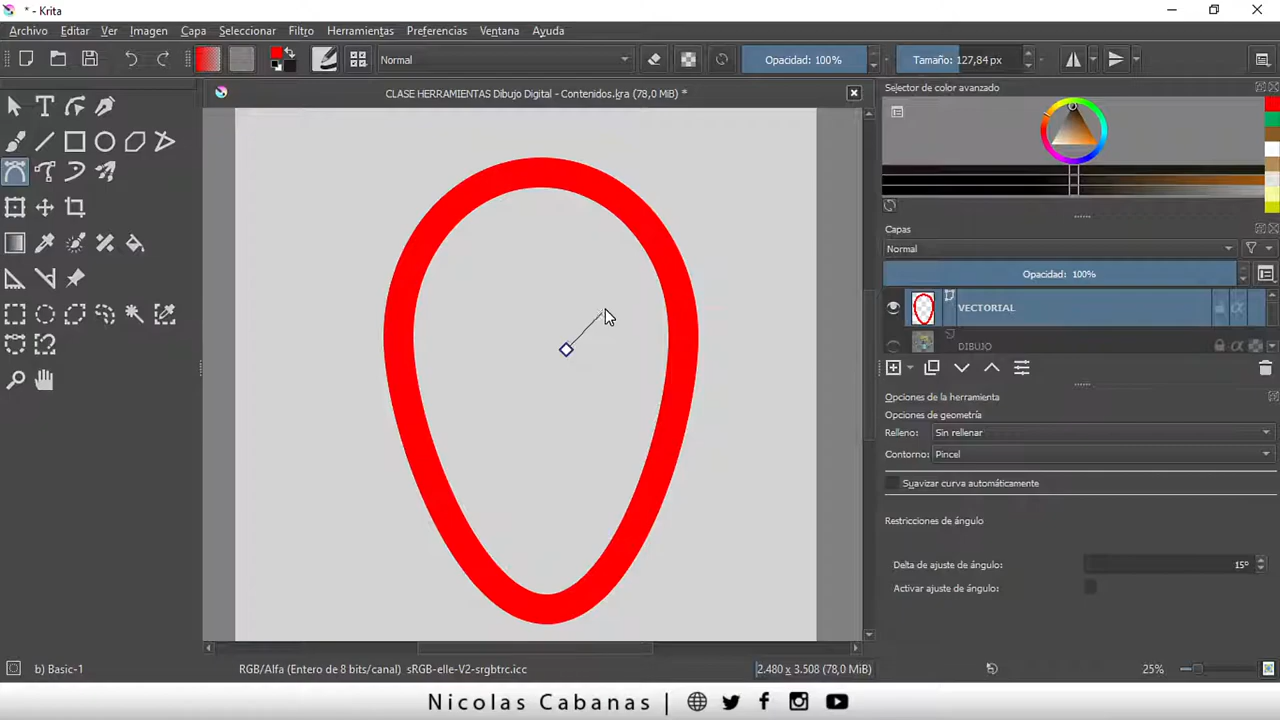 * - Krita
Archivo Editar Ver Imagen Capa Seleccionar Filtro Herramientas Preferencias Ventana Ayuda
Normal Opacidad: 100% Tamaño: 127,84 px
CLASE HERRAMIENTAS Dibujo Digital - Contenidos.kra (78,0 MiB) *
Selector de color avanzado
Capas
Normal
Opacidad: 100%
VECTORIAL
DIBUJO
Opciones de la herramienta
Opciones de geometría
Relleno: Sin rellenar
Contorno: Pincel
Suavizar curva automáticamente
Restricciones de ángulo
Delta de ajuste de ángulo: 15º
Activar ajuste de ángulo:
b) Basic-1 RGB/Alfa (Entero de 8 bits/canal) sRGB-elle-V2-srgbtrc.icc 2.480 x 3.508 (78,0 MiB) 25%
Nicolas Cabanas |